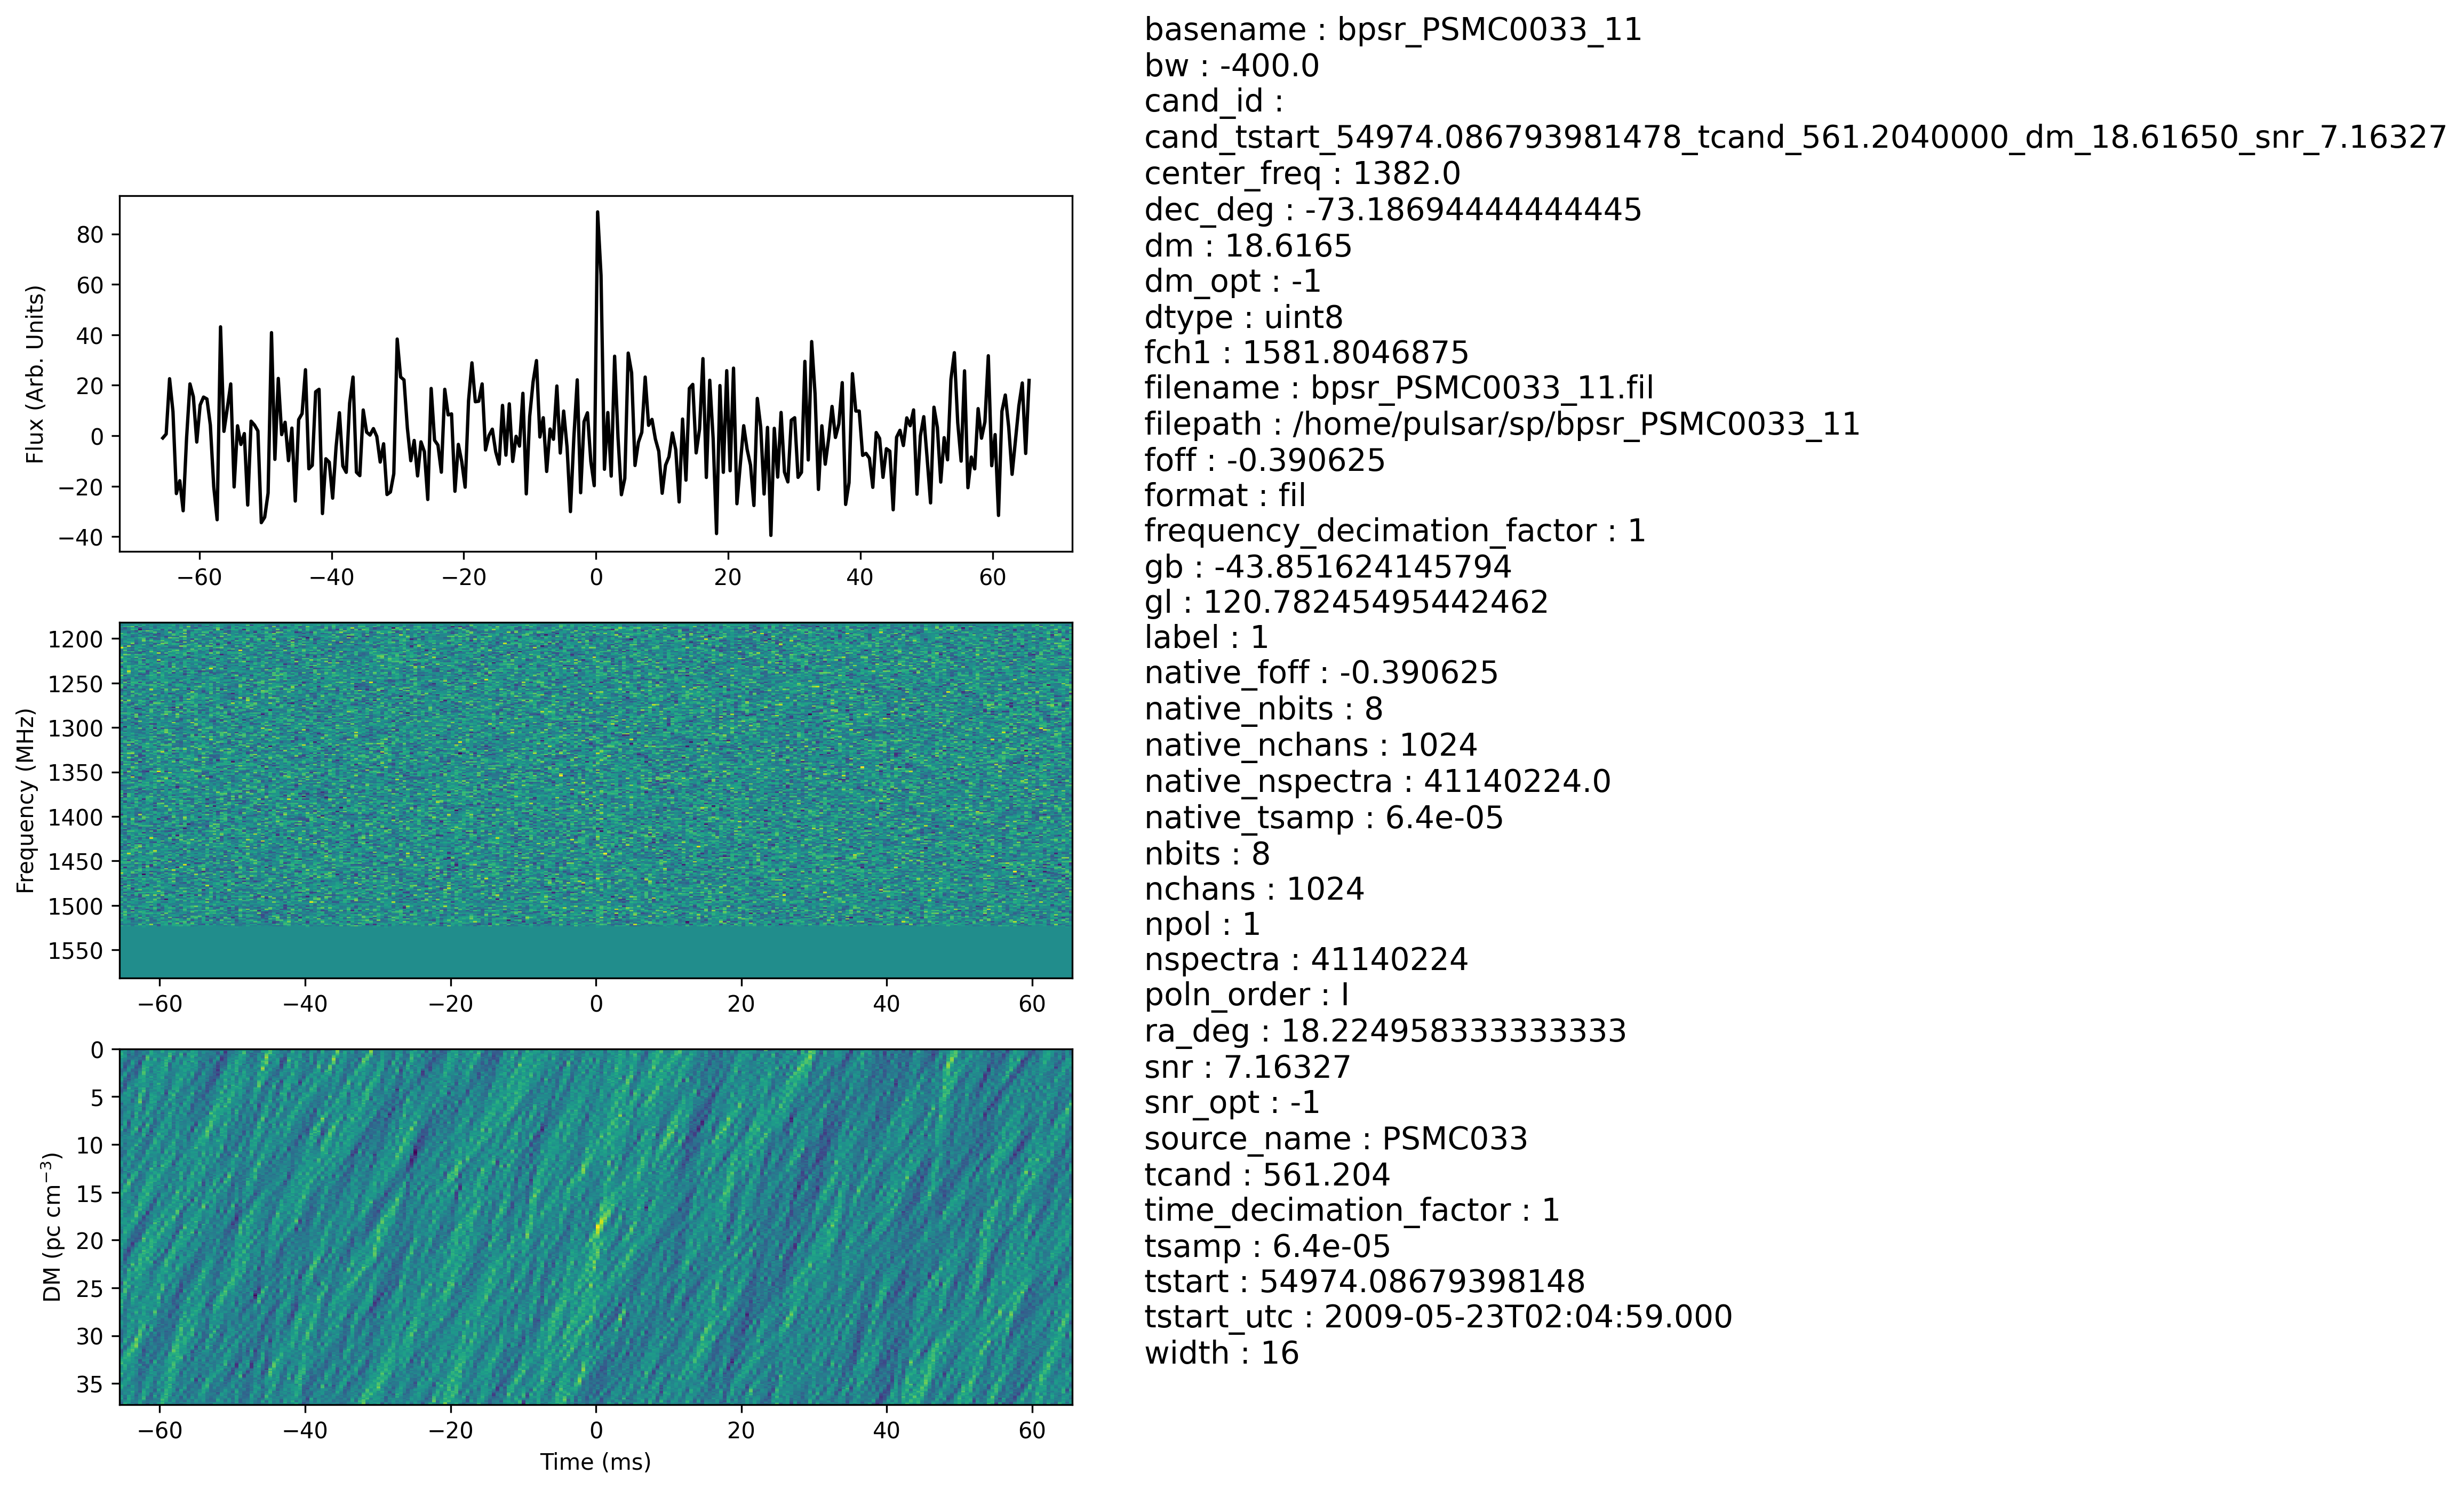 basename : bpsr_PSMC0033_11
bw : -400.0
cand_id :
cand_tstart_54974.086793981478_tcand_561.2040000_dm_18.61650_snr_7.16327
center_freq : 1382.0
dec_deg : -73.18694444444445
dm : 18.6165
dm_opt : -1
dtype : uint8
fch1 : 1581.8046875
filename : bpsr_PSMC0033_11.fil
filepath : /home/pulsar/sp/bpsr_PSMC0033_11
foff : -0.390625
format : fil
frequency_decimation_factor : 1
gb : -43.851624145794
gl : 120.78245495442462
label : 1
native_foff : -0.390625
native_nbits : 8
native_nchans : 1024
native_nspectra : 41140224.0
native_tsamp : 6.4e-05
nbits : 8
nchans : 1024
npol : 1
nspectra : 41140224
poln_order : I
ra_deg : 18.224958333333333
snr : 7.16327
snr_opt : -1
source_name : PSMC033
tcand : 561.204
time_decimation_factor : 1
tsamp : 6.4e-05
tstart : 54974.08679398148
tstart_utc : 2009-05-23T02:04:59.000
width : 16
Flux (Arb. Units)
80
60
40
20
0
−20
−40
−60 −40 −20 0 20 40 60
Frequency (MHz)
1200
1250
1300
1350
1400
1450
1500
1550
−60 −40 −20 0 20 40 60
DM (pc cm⁻³)
0
5
10
15
20
25
30
35
−60 −40 −20 0 20 40 60
Time (ms)